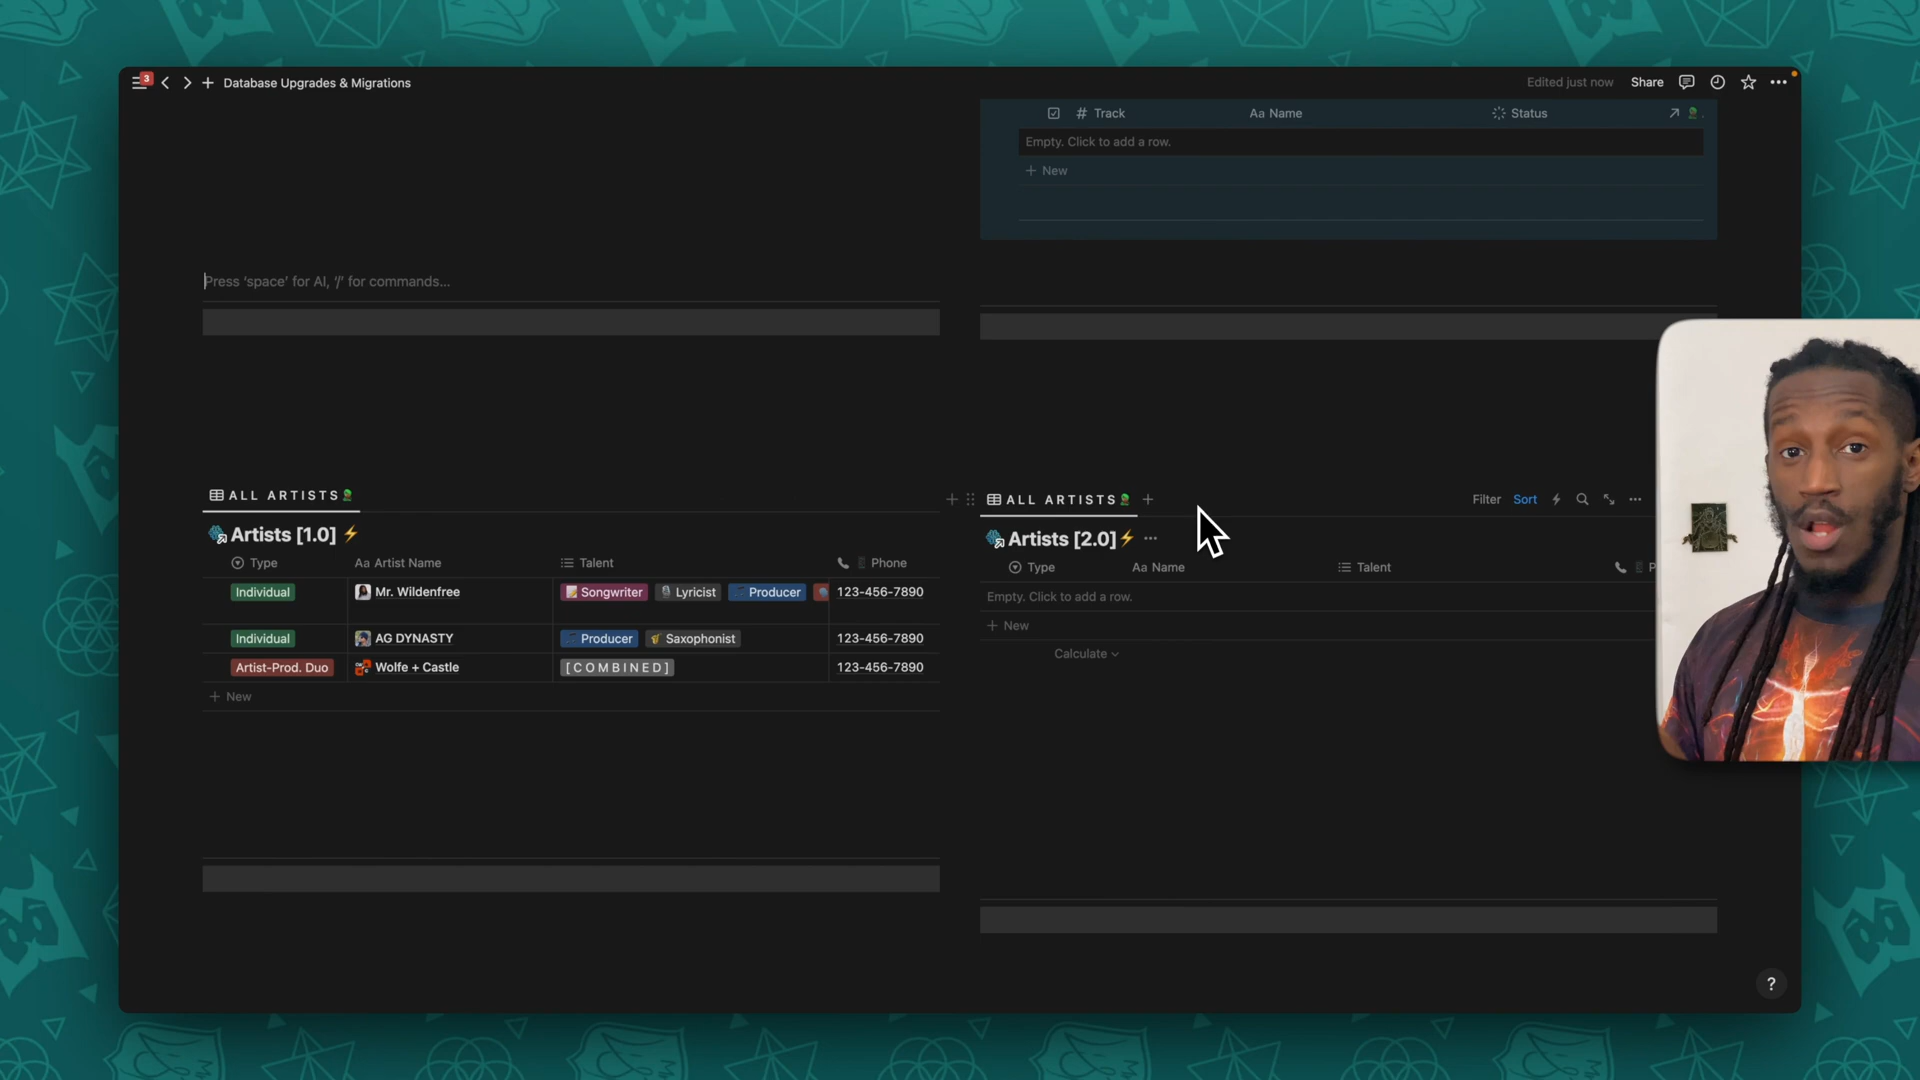 3
Database Upgrades & Migrations
Edited just now
Share
Track
Aa Name
Status
Empty. Click to add a row.
New
Press ‘space’ for AI, ‘/’ for commands...
ALL ARTISTS
Artists [1.0]
Type
Aa Artist Name
Talent
Phone
Individual
Mr. Wildenfree
Songwriter
Lyricist
Producer
123-456-7890
Individual
AG DYNASTY
Producer
Saxophonist
123-456-7890
Artist-Prod. Duo
Wolfe + Castle
[COMBINED]
123-456-7890
New
ALL ARTISTS
Filter
Sort
Artists [2.0]
Type
Aa Name
Talent
P
Empty. Click to add a row.
New
Calculate
?